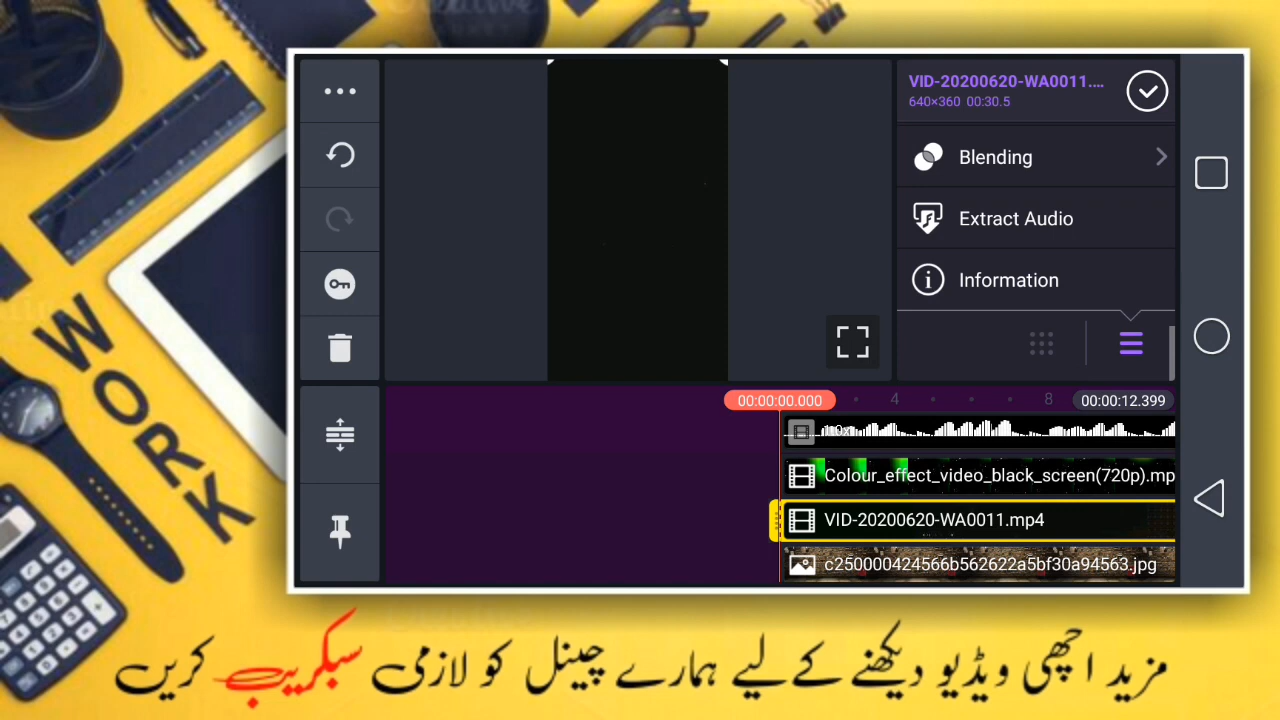 WORK
VID-20200620-WA0011....
640×360 00:30.5
Blending
Extract Audio
Information
00:00:00.000
4
8
00:00:12.399
Colour_effect_video_black_screen(720p).mp
VID-20200620-WA0011.mp4
c250000424566b562622a5bf30a94563.jpg
مزید اچھی ویڈیو دیکھنے کے لیے ہمارے چینل کو لازمی سبکریب کریں